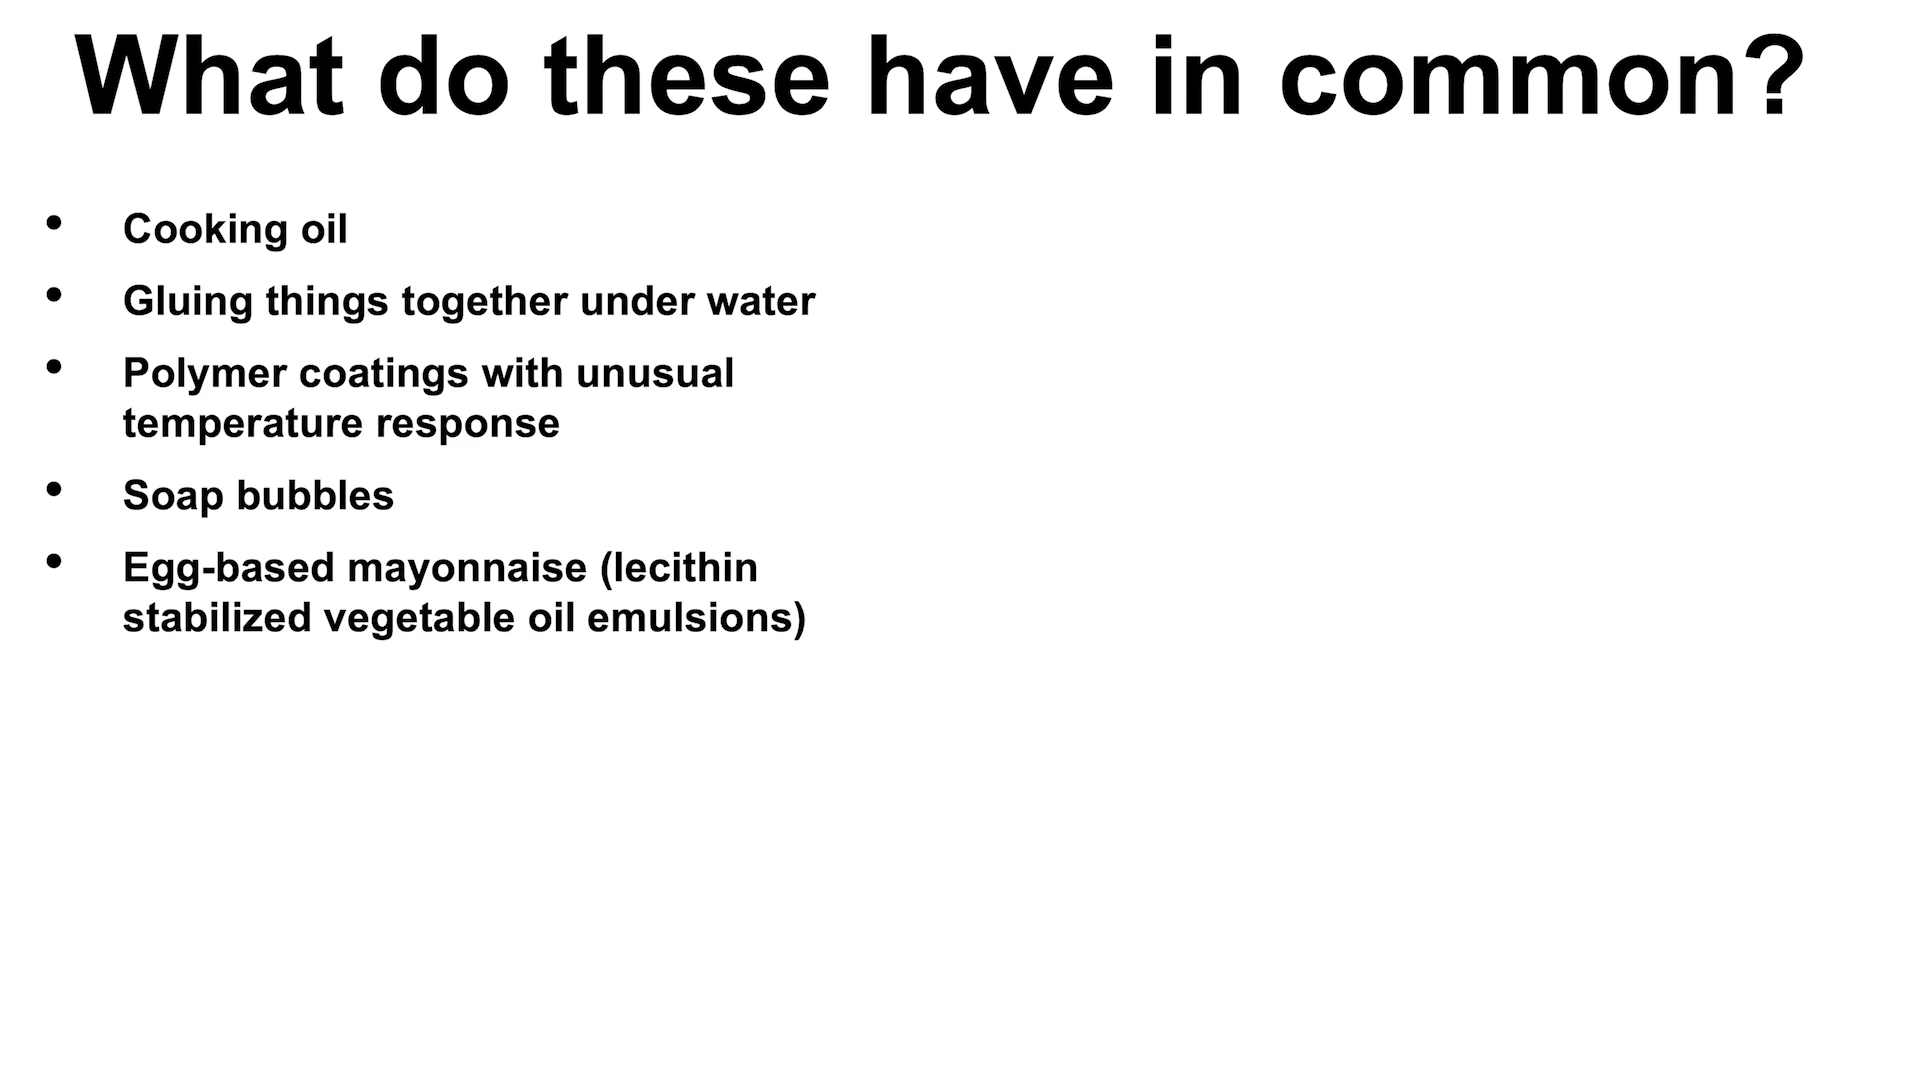 What do these have in common?
• Cooking oil
• Gluing things together under water
• Polymer coatings with unusual
temperature response
• Soap bubbles
• Egg-based mayonnaise (lecithin
stabilized vegetable oil emulsions)